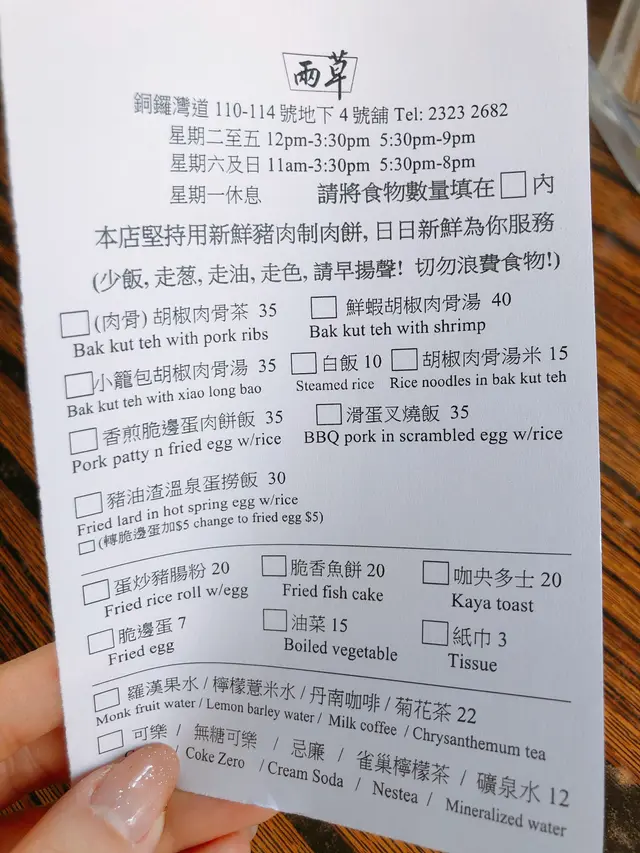 兩草
銅鑼灣道 110-114 號地下 4 號舖 Tel: 2323 2682
星期二至五 12pm-3:30pm 5:30pm-9pm
星期六及日 11am-3:30pm 5:30pm-8pm
星期一休息 請將食物數量填在□內
本店堅持用新鮮豬肉制肉餅, 日日新鮮為你服務
(少飯, 走葱, 走油, 走色, 請早揚聲! 切勿浪費食物!)
□ (肉骨) 胡椒肉骨茶 35 □ 鮮蝦胡椒肉骨湯 40
Bak kut teh with pork ribs Bak kut teh with shrimp
□ 小籠包胡椒肉骨湯 35 □ 白飯 10 □ 胡椒肉骨湯米 15
Bak kut teh with xiao long bao Steamed rice Rice noodles in bak kut teh
□ 香煎脆邊蛋肉餅飯 35 □ 滑蛋叉燒飯 35
Pork patty n fried egg w/rice BBQ pork in scrambled egg w/rice
□ 豬油渣溫泉蛋撈飯 30
Fried lard in hot spring egg w/rice
□ (轉脆邊蛋加$5 change to fried egg $5)
□ 蛋炒豬腸粉 20 □ 脆香魚餅 20 □ 咖央多士 20
Fried rice roll w/egg Fried fish cake Kaya toast
□ 脆邊蛋 7 □ 油菜 15 □ 紙巾 3
Fried egg Boiled vegetable Tissue
□ 羅漢果水 / 檸檬薏米水 / 丹南咖啡 / 菊花茶 22
Monk fruit water / Lemon barley water / Milk coffee / Chrysanthemum tea
□ 可樂 / 無糖可樂 / 忌廉 / 雀巢檸檬茶 / 礦泉水 12
/ Coke Zero / Cream Soda / Nestea / Mineralized water